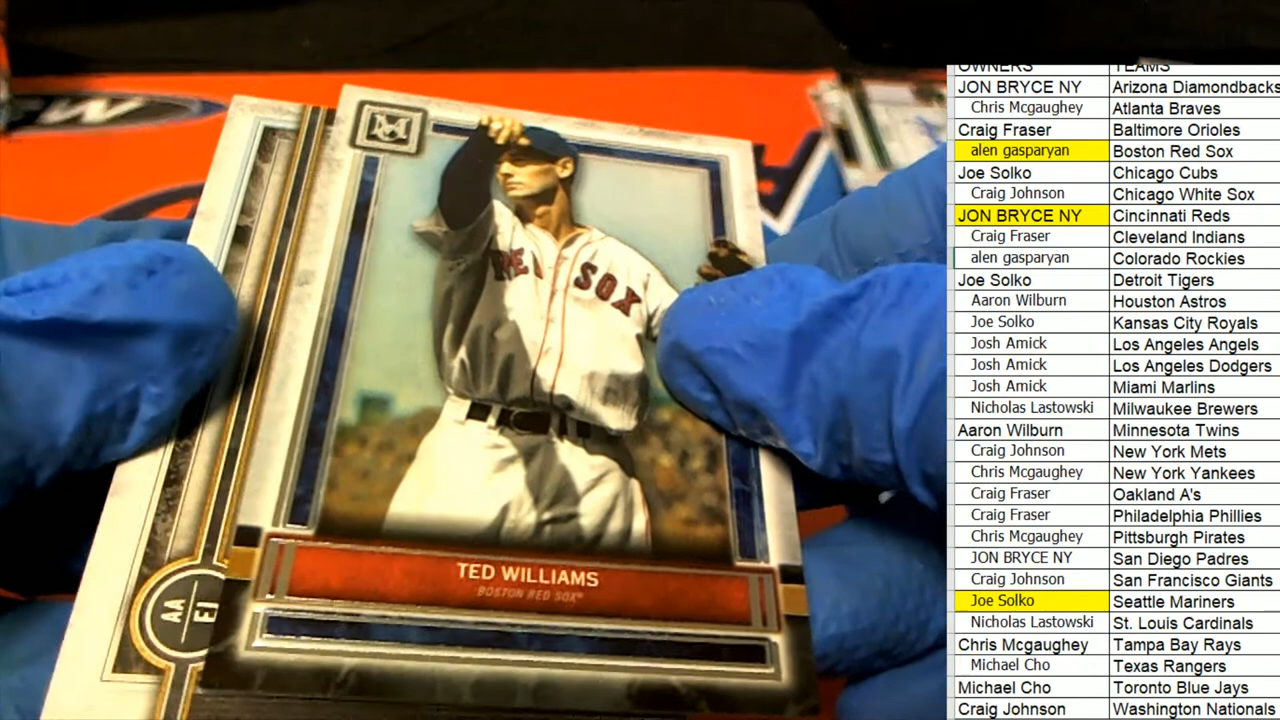 OWNERS TEAMS
JON BRYCE NY Arizona Diamondbacks
Chris Mcgaughey Atlanta Braves
Craig Fraser Baltimore Orioles
alen gasparyan Boston Red Sox
Joe Solko Chicago Cubs
Craig Johnson Chicago White Sox
JON BRYCE NY Cincinnati Reds
Craig Fraser Cleveland Indians
alen gasparyan Colorado Rockies
Joe Solko Detroit Tigers
Aaron Wilburn Houston Astros
Joe Solko Kansas City Royals
Josh Amick Los Angeles Angels
Josh Amick Los Angeles Dodgers
Josh Amick Miami Marlins
Nicholas Lastowski Milwaukee Brewers
Aaron Wilburn Minnesota Twins
Craig Johnson New York Mets
Chris Mcgaughey New York Yankees
Craig Fraser Oakland A's
Craig Fraser Philadelphia Phillies
Chris Mcgaughey Pittsburgh Pirates
JON BRYCE NY San Diego Padres
Craig Johnson San Francisco Giants
Joe Solko Seattle Mariners
Nicholas Lastowski St. Louis Cardinals
Chris Mcgaughey Tampa Bay Rays
Michael Cho Texas Rangers
Michael Cho Toronto Blue Jays
Craig Johnson Washington Nationals
M
RE SOX
TED WILLIAMS
BOSTON RED SOX®
AA